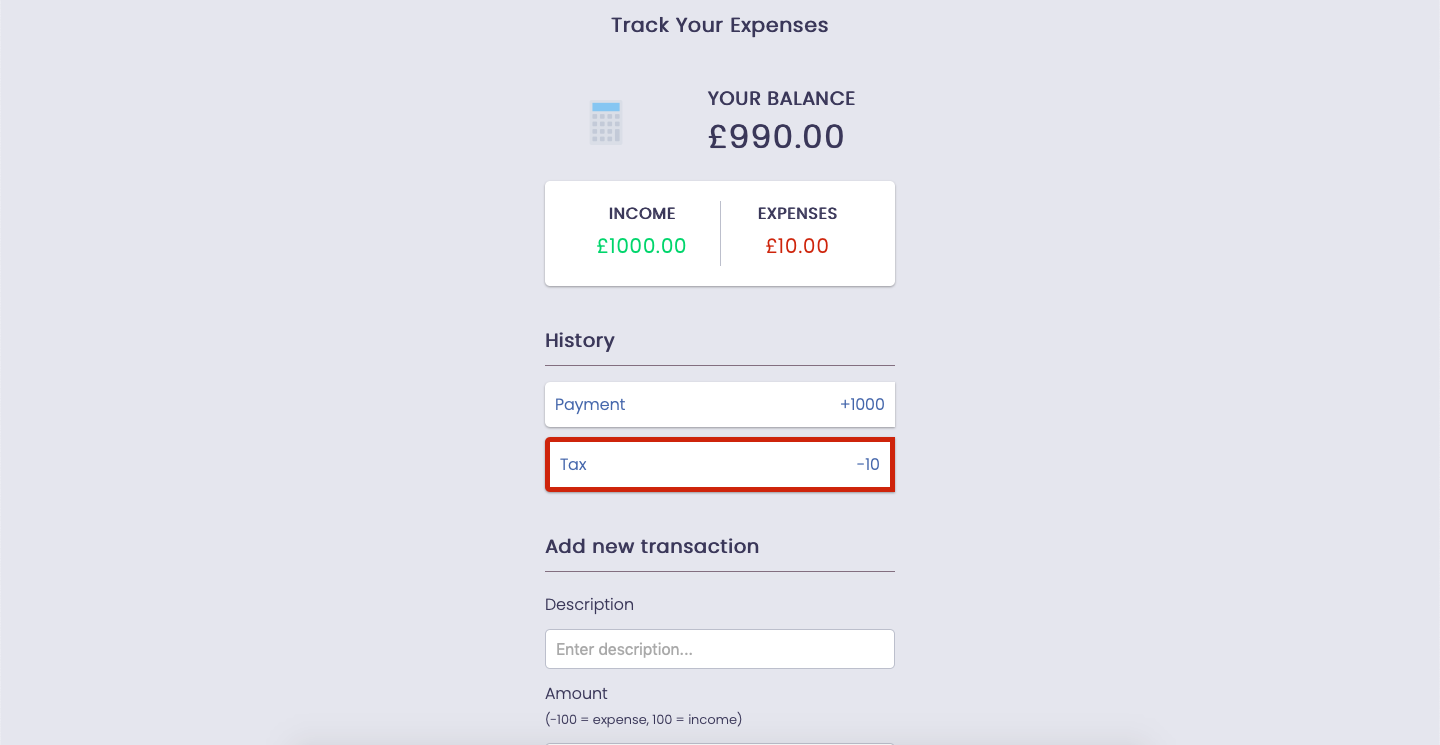 Track Your Expenses
YOUR BALANCE
£990.00
INCOME
EXPENSES
£1000.00
£10.00
History
Payment +1000
Tax -10
Add new transaction
Description
Enter description...
Amount
(-100 = expense, 100 = income)